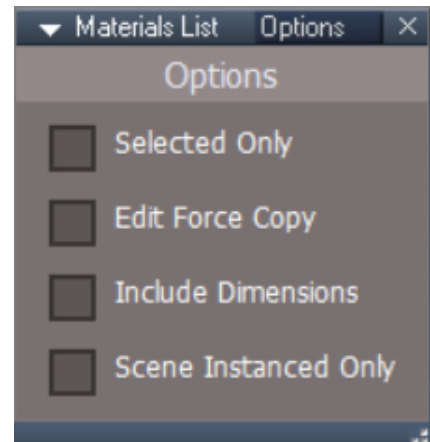 Materials List Options
Options
Selected Only
Edit Force Copy
Include Dimensions
Scene Instanced Only